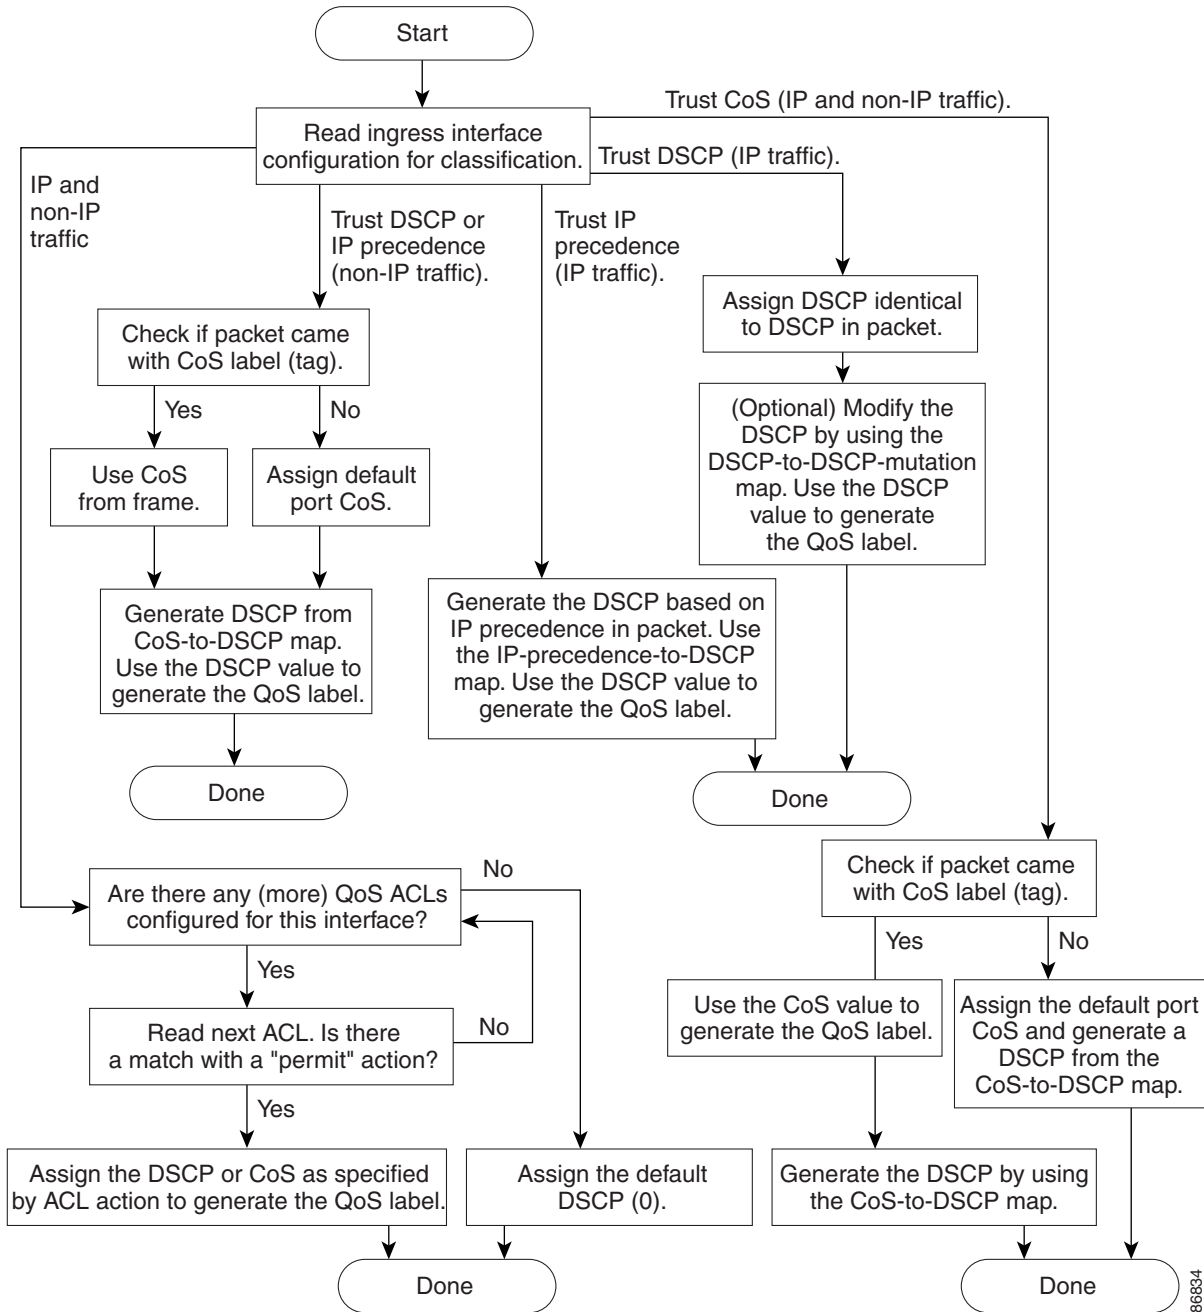 Start
Trust CoS (IP and non-IP traffic).
Read ingress interface
configuration for classification.
Trust DSCP (IP traffic).
IP and
non-IP
traffic
Trust DSCP or
IP precedence
(non-IP traffic).
Trust IP
precedence
(IP traffic).
Assign DSCP identical
to DSCP in packet.
Check if packet came
with CoS label (tag).
Yes
No
(Optional) Modify the
DSCP by using the
DSCP-to-DSCP-mutation
map. Use the DSCP
value to generate
the QoS label.
Use CoS
from frame.
Assign default
port CoS.
Generate DSCP from
CoS-to-DSCP map.
Use the DSCP value to
generate the QoS label.
Generate the DSCP based on
IP precedence in packet. Use
the IP-precedence-to-DSCP
map. Use the DSCP value to
generate the QoS label.
Done
Done
Are there any (more) QoS ACLs
configured for this interface?
No
Check if packet came
with CoS label (tag).
Yes
Yes
No
Read next ACL. Is there
a match with a "permit" action?
No
Use the CoS value to
generate the QoS label.
Assign the default port
CoS and generate a
DSCP from the
CoS-to-DSCP map.
Yes
Assign the DSCP or CoS as specified
by ACL action to generate the QoS label.
Assign the default
DSCP (0).
Generate the DSCP by using
the CoS-to-DSCP map.
Done
Done
86834